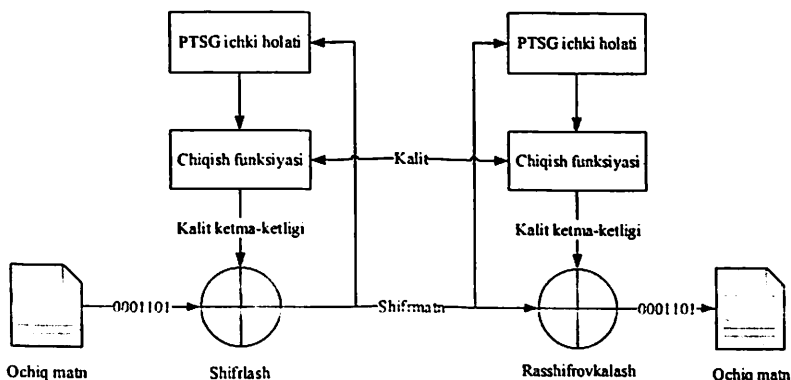 PTSG ichki holati
PTSG ichki holati
Chiqish funksiyasi
Kalit
Chiqish funksiyasi
Kalit ketma-ketligi
Kalit ketma-ketligi
0001101
Shifrmatn
0001101
Ochiq matn
Shifrlash
Rasshifrovkalash
Ochiq matn